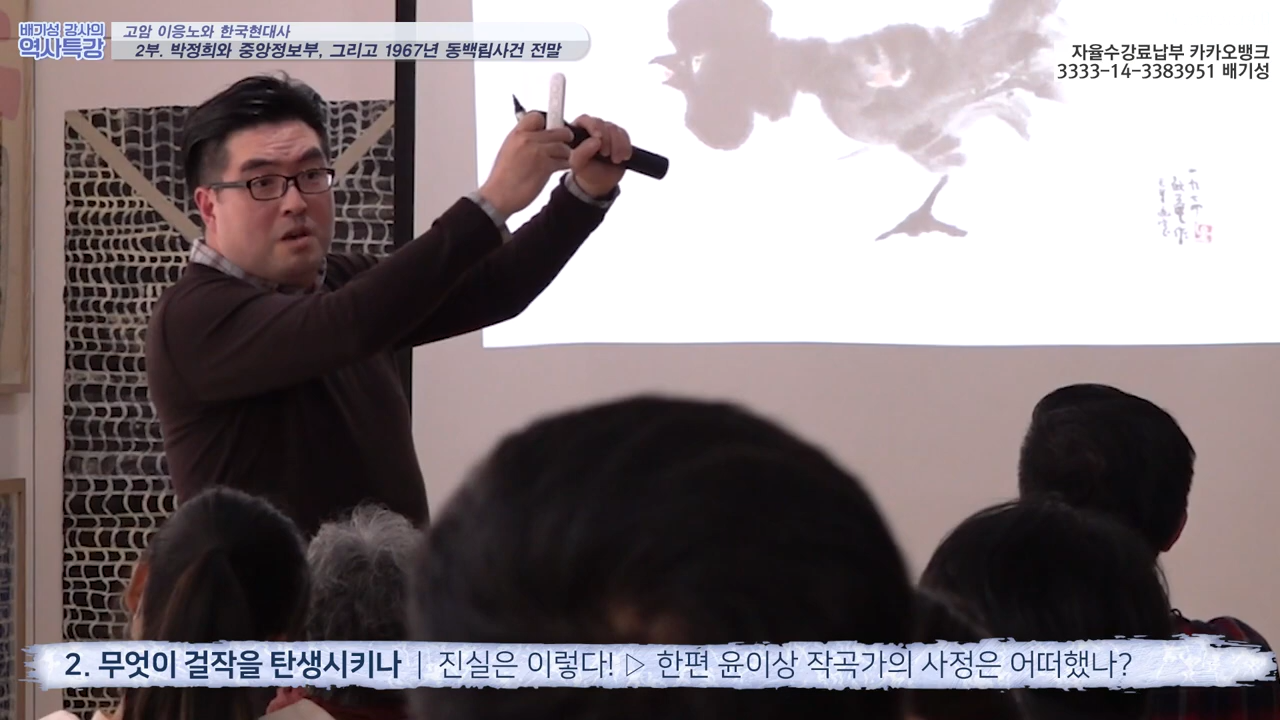 배기성 강사의
역사특강
고암 이응노와 한국현대사
2부. 박정희와 중앙정보부, 그리고 1967년 동백림사건 전말
자율수강료납부 카카오뱅크
3333-14-3383951 배기성
2. 무엇이 걸작을 탄생시키나 | 진실은 이렇다! ▷ 한편 윤이상 작곡가의 사정은 어떠했나?